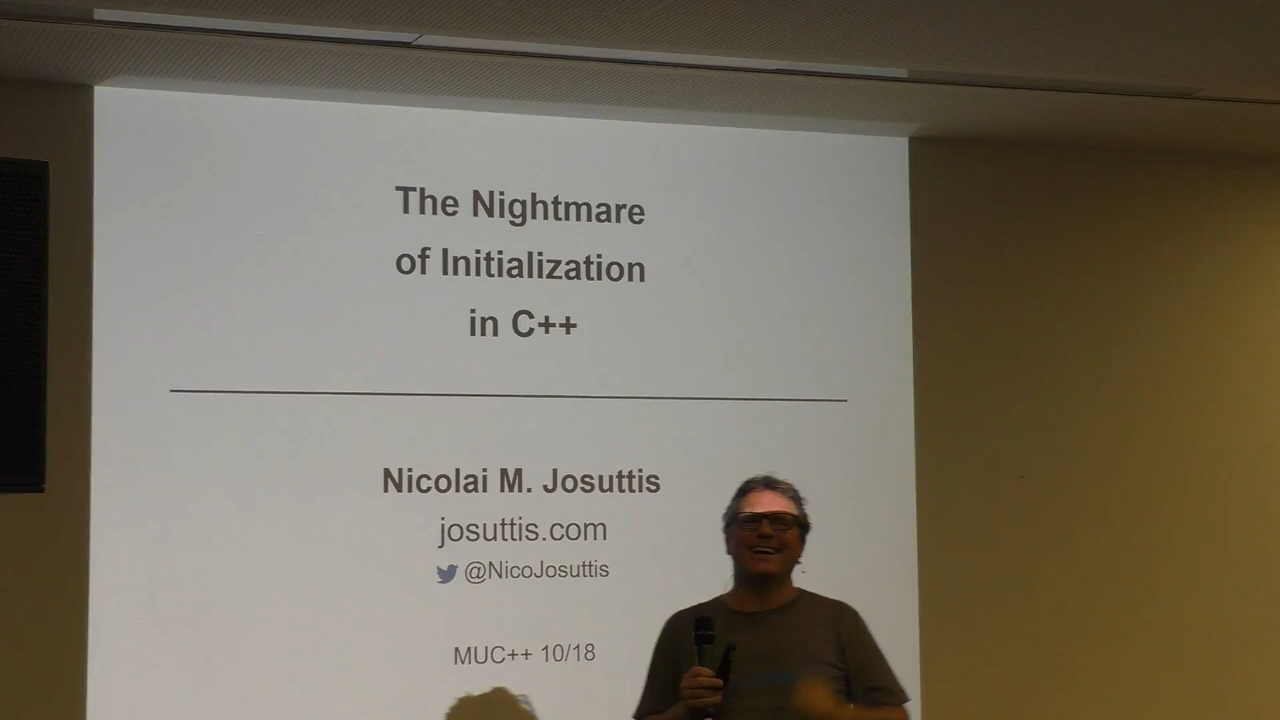 The Nightmare
of Initialization
in C++
Nicolai M. Josuttis
josuttis.com
@NicoJosuttis
MUC++ 10/18